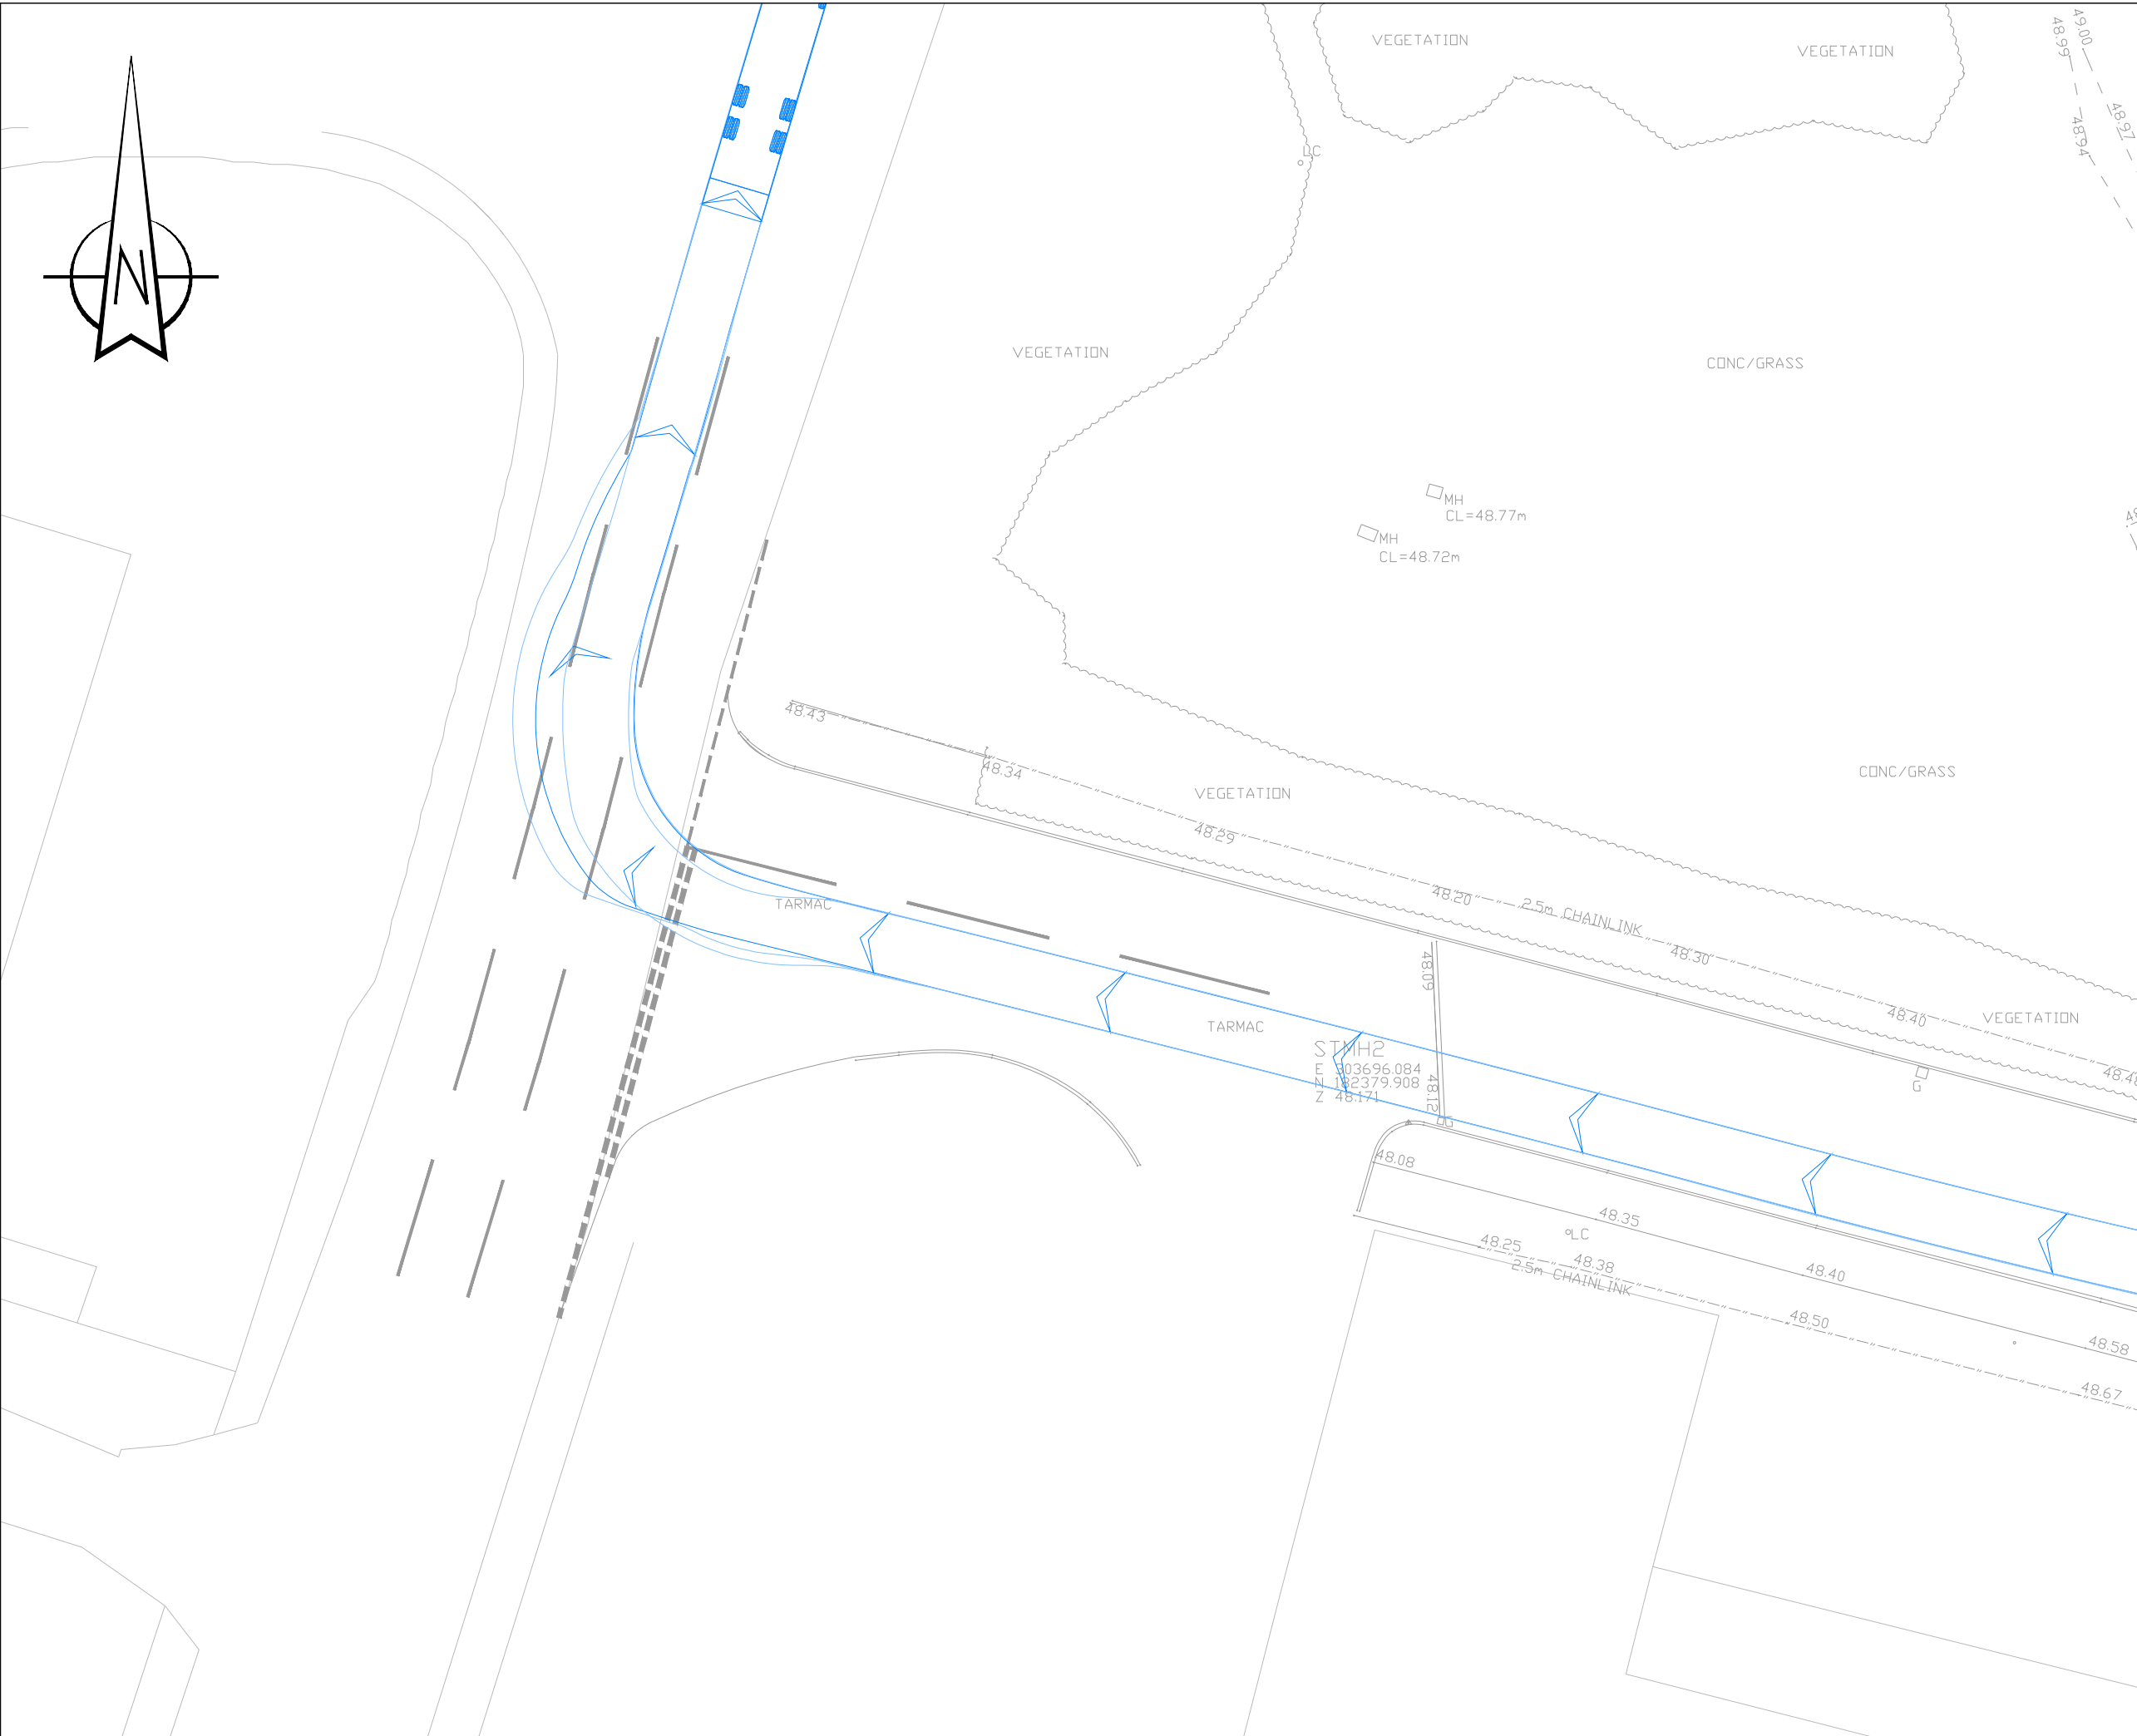 VEGETATION
VEGETATION
49.00
48.99
48.97
48.94
LC
N
VEGETATION
CONC/GRASS
MH
CL=48.77m
MH
CL=48.72m
48.43
48.34
CONC/GRASS
VEGETATION
48.29
48.20
2.5m CHAINLINK
TARMAC
48.30
48.09
48.40
VEGETATION
TARMAC
STMH2
E 303696.084
N 182379.908
Z 48.171
48.12
48.48
G
48.08
48.35
LC
48.25
48.38
2.5m CHAINLINK
48.40
48.50
48.58
48.67